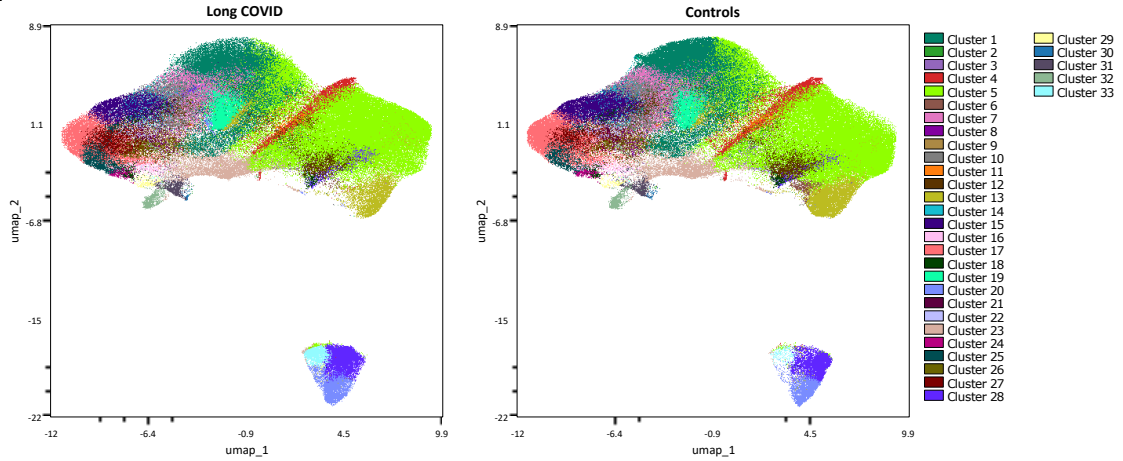 Long COVID
Controls
8.9
1.1
-6.8
-15
-22
umap_2
-12
-6.4
-0.9
4.5
9.9
umap_1
8.9
1.1
-6.8
-15
-22
umap_2
-12
-6.4
-0.9
4.5
9.9
umap_1
Cluster 1
Cluster 2
Cluster 3
Cluster 4
Cluster 5
Cluster 6
Cluster 7
Cluster 8
Cluster 9
Cluster 10
Cluster 11
Cluster 12
Cluster 13
Cluster 14
Cluster 15
Cluster 16
Cluster 17
Cluster 18
Cluster 19
Cluster 20
Cluster 21
Cluster 22
Cluster 23
Cluster 24
Cluster 25
Cluster 26
Cluster 27
Cluster 28
Cluster 29
Cluster 30
Cluster 31
Cluster 32
Cluster 33